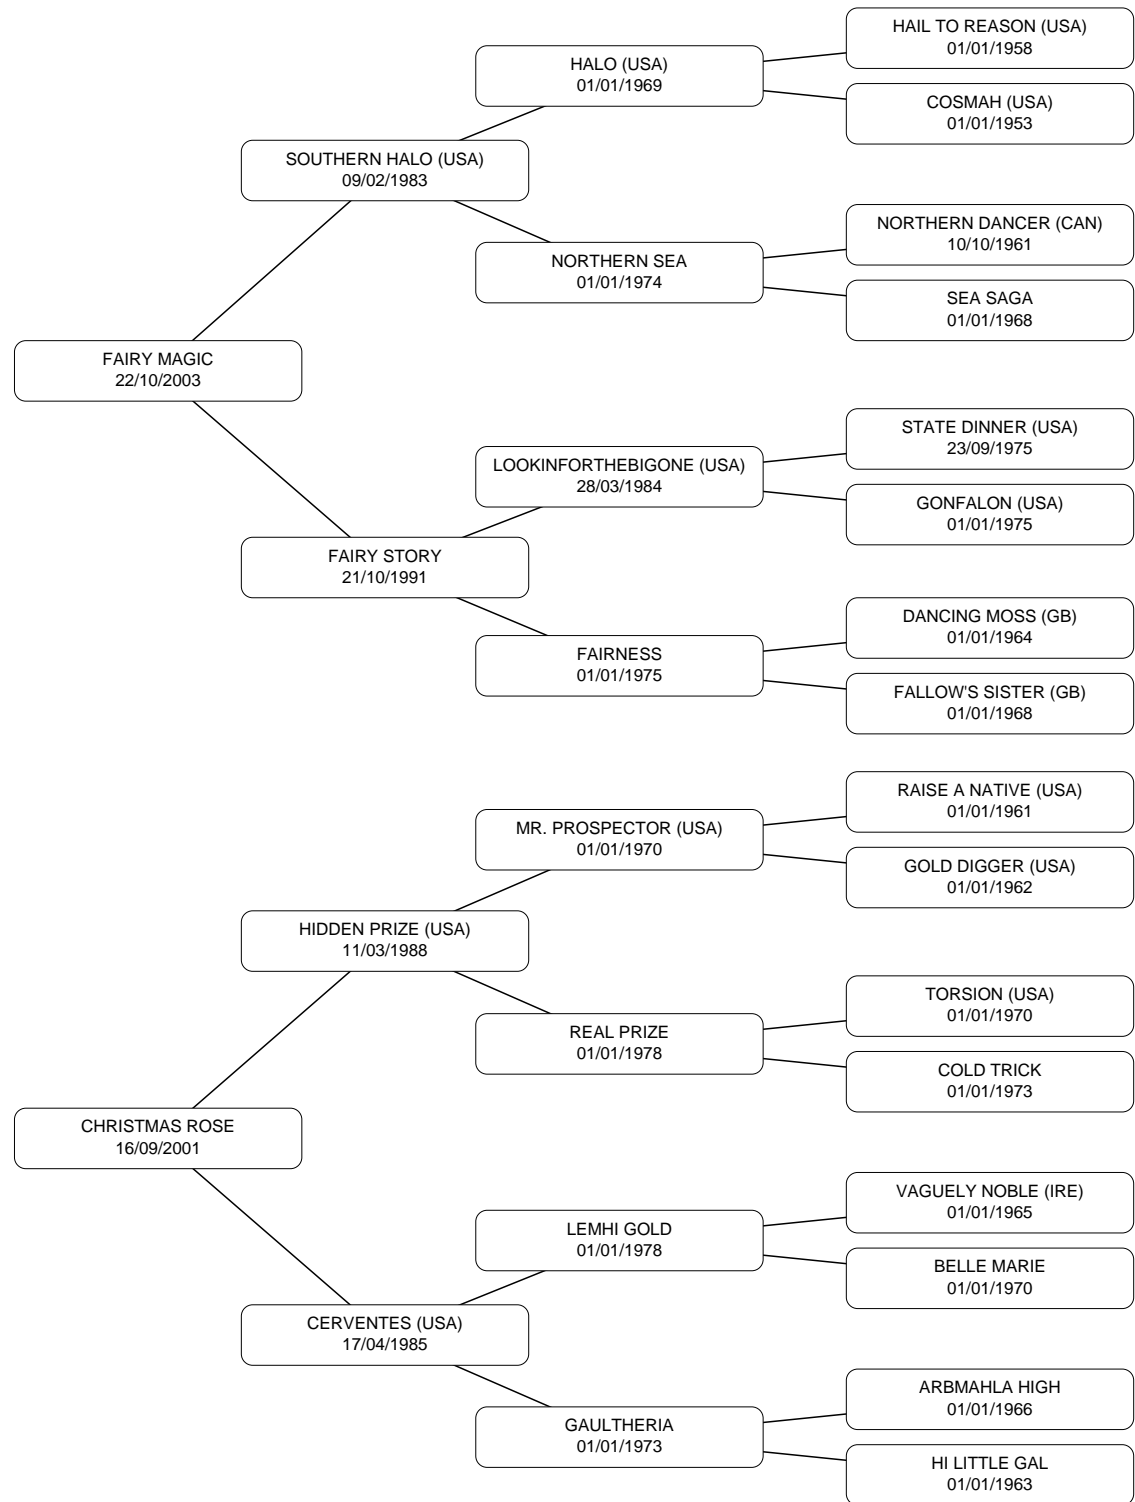 HAIL TO REASON (USA)
01/01/1958
HALO (USA)
01/01/1969
COSMAH (USA)
01/01/1953
SOUTHERN HALO (USA)
09/02/1983
NORTHERN DANCER (CAN)
10/10/1961
NORTHERN SEA
01/01/1974
SEA SAGA
01/01/1968
FAIRY MAGIC
22/10/2003
STATE DINNER (USA)
23/09/1975
LOOKINFORTHEBIGONE (USA)
28/03/1984
GONFALON (USA)
01/01/1975
FAIRY STORY
21/10/1991
DANCING MOSS (GB)
01/01/1964
FAIRNESS
01/01/1975
FALLOW'S SISTER (GB)
01/01/1968
RAISE A NATIVE (USA)
01/01/1961
MR. PROSPECTOR (USA)
01/01/1970
GOLD DIGGER (USA)
01/01/1962
HIDDEN PRIZE (USA)
11/03/1988
TORSION (USA)
01/01/1970
REAL PRIZE
01/01/1978
COLD TRICK
01/01/1973
CHRISTMAS ROSE
16/09/2001
VAGUELY NOBLE (IRE)
01/01/1965
LEMHI GOLD
01/01/1978
BELLE MARIE
01/01/1970
CERVENTES (USA)
17/04/1985
ARBMAHLA HIGH
01/01/1966
GAULTHERIA
01/01/1973
HI LITTLE GAL
01/01/1963